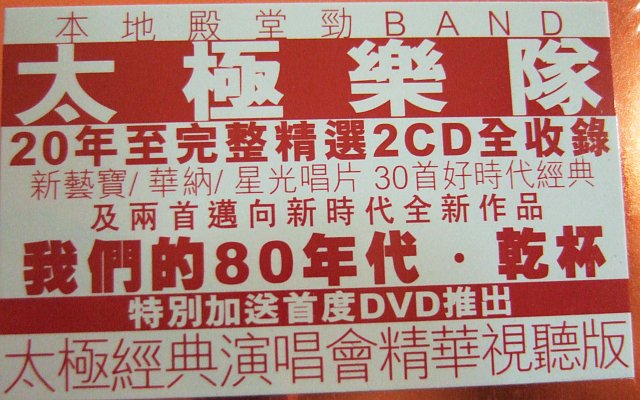 本地殿堂勁BAND
太極樂隊
20年至完整精選2CD全收錄
新藝寶/華納/星光唱片 30首好時代經典
及兩首邁向新時代全新作品
我們的80年代·乾杯
特別加送首度DVD推出
太極經典演唱會精華視聽版